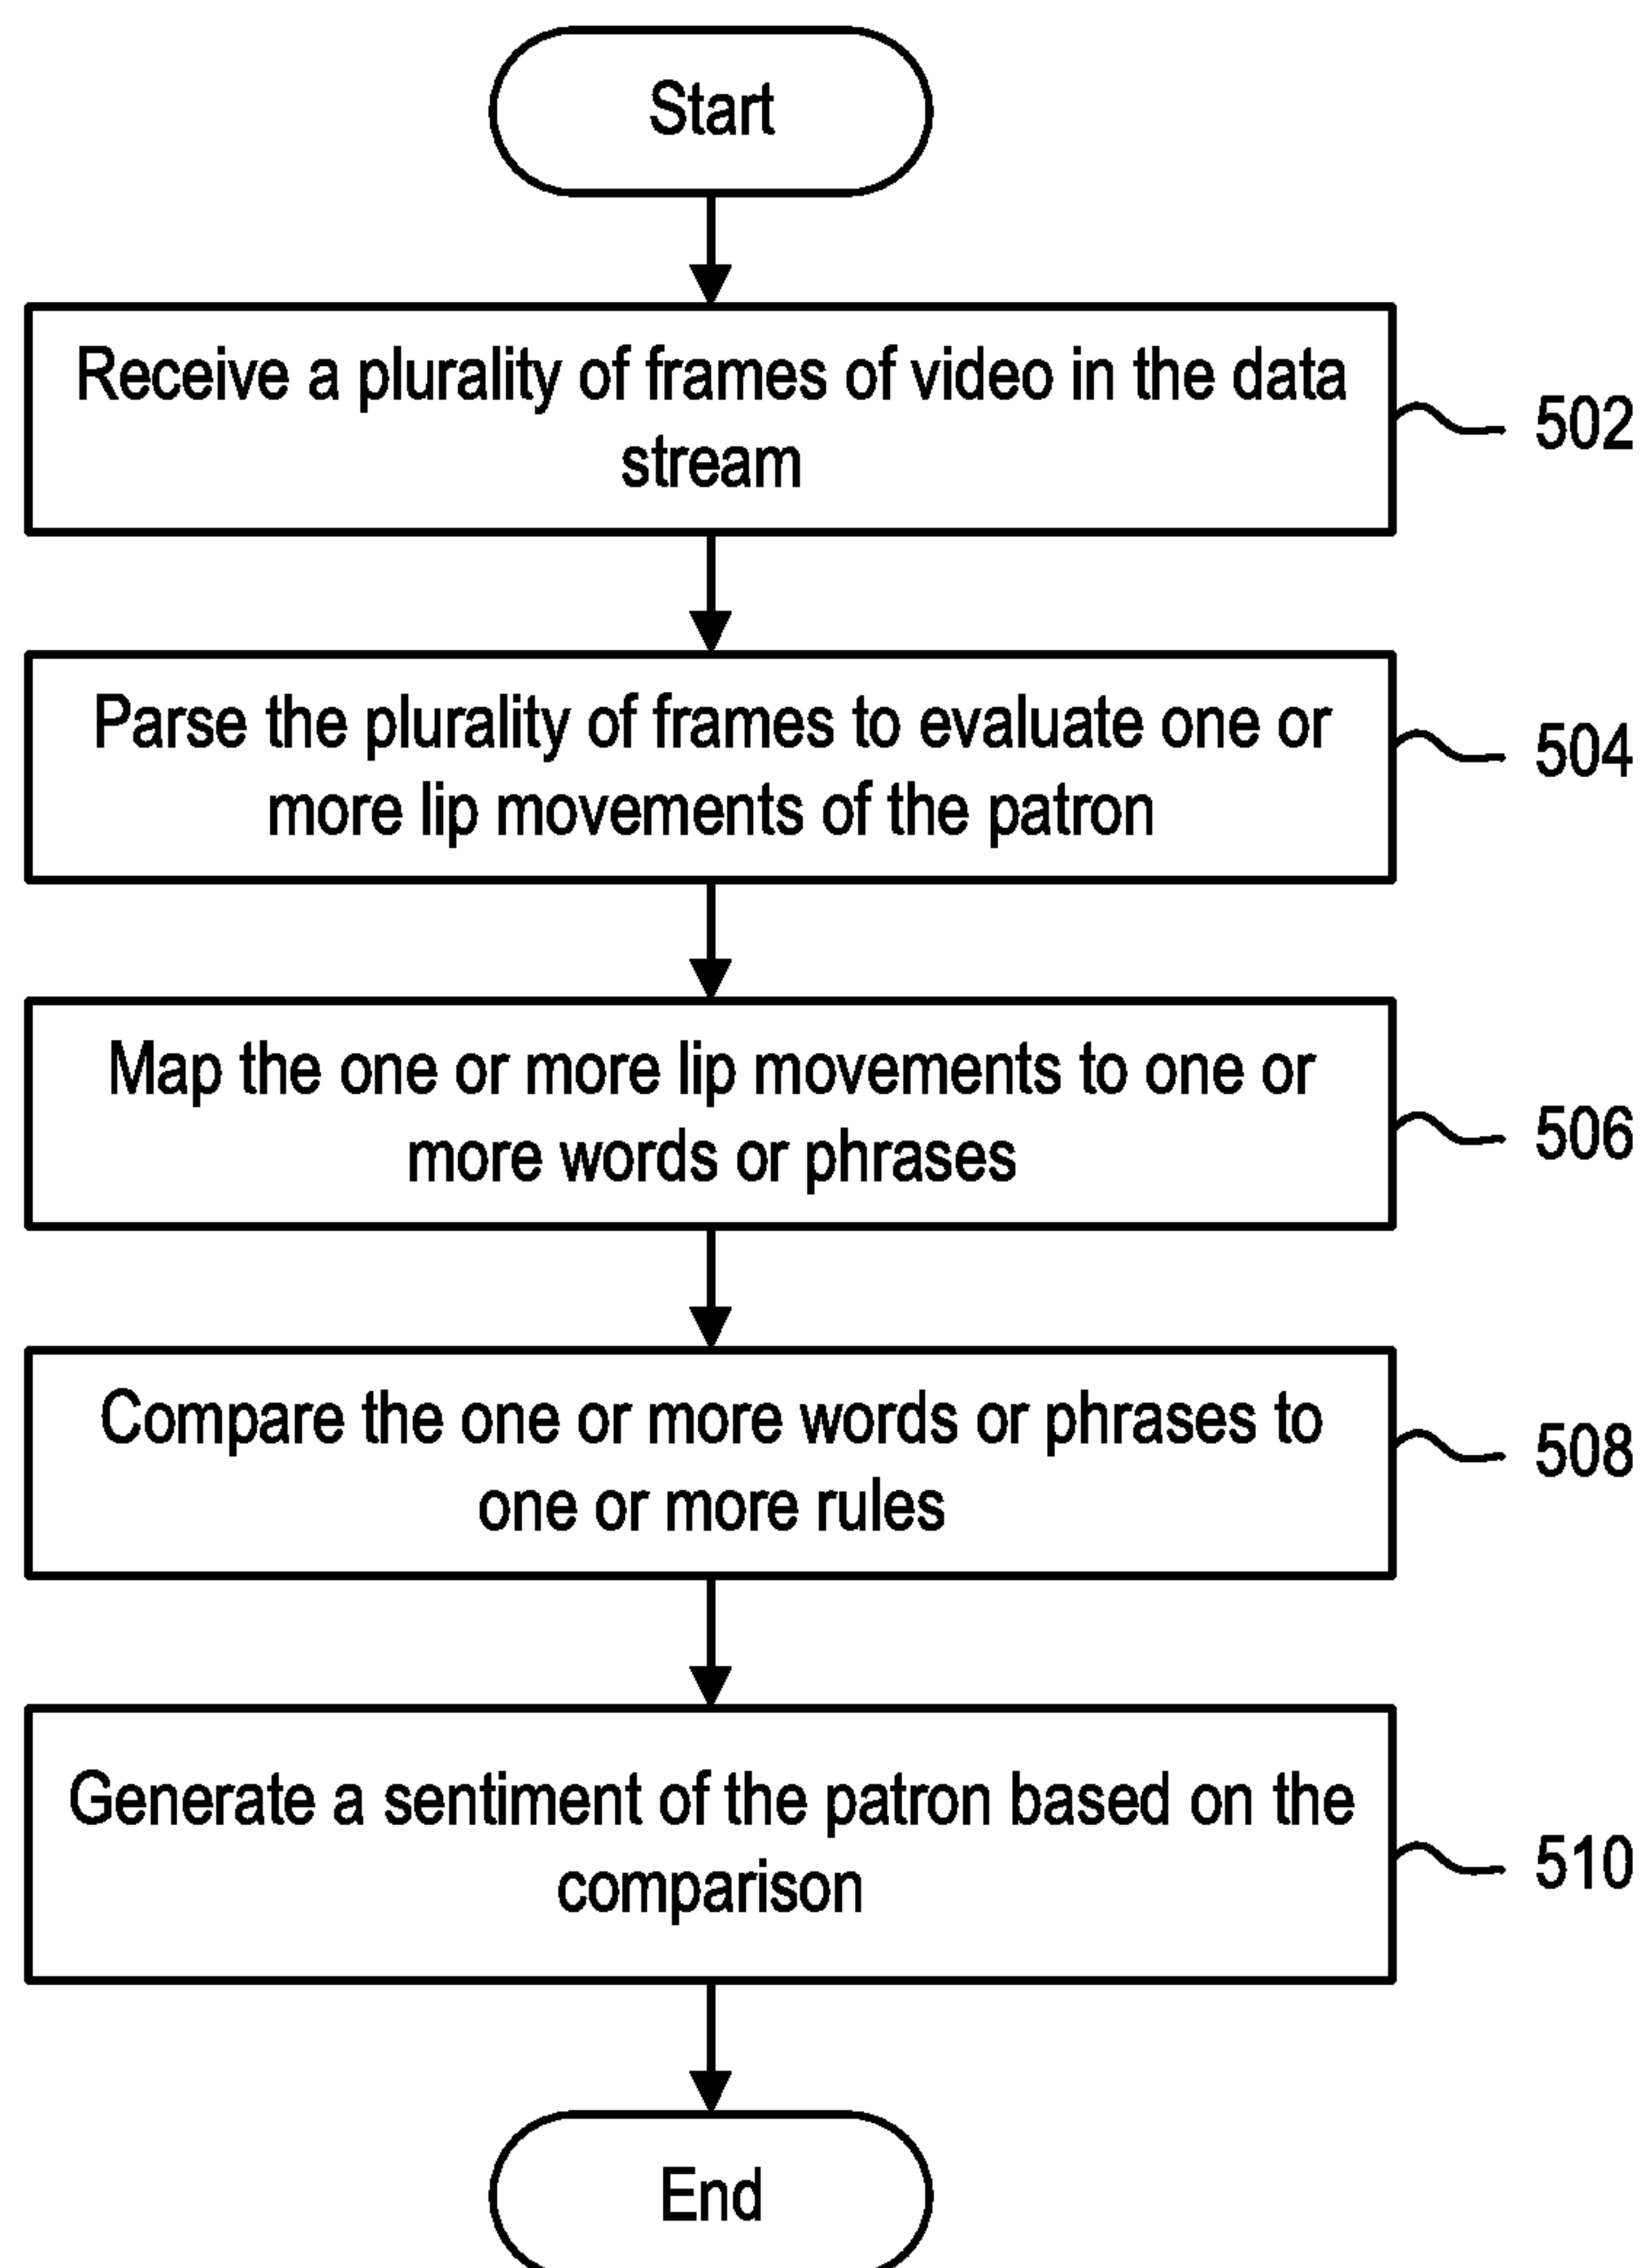 Start
Receive a plurality of frames of video in the data
stream
502
Parse the plurality of frames to evaluate one or
more lip movements of the patron
504
Map the one or more lip movements to one or
more words or phrases
506
Compare the one or more words or phrases to
one or more rules
508
Generate a sentiment of the patron based on the
comparison
510
End